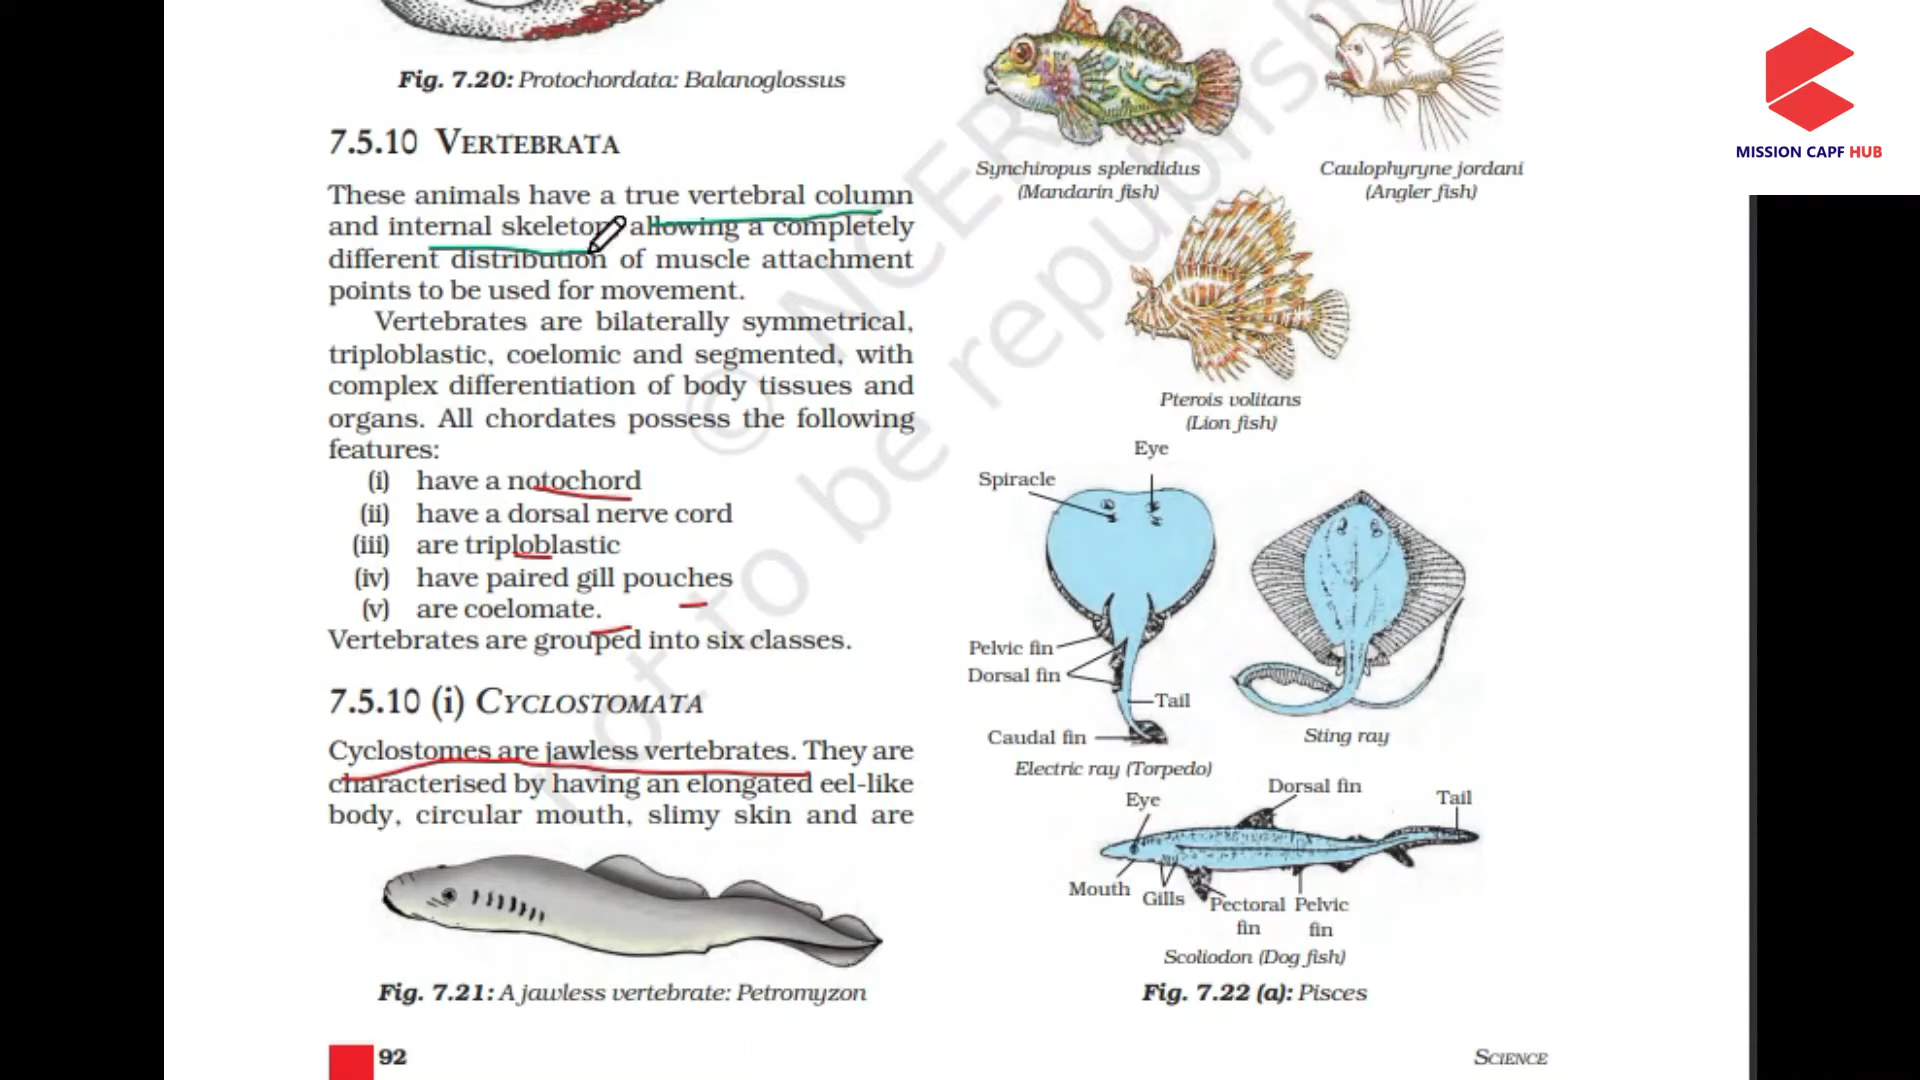 Fig. 7.20: Protochordata: Balanoglossus
7.5.10 VERTEBRATA
These animals have a true vertebral column
and internal skeleton, allowing a completely
different distribution of muscle attachment
points to be used for movement.
Vertebrates are bilaterally symmetrical,
triploblastic, coelomic and segmented, with
complex differentiation of body tissues and
organs. All chordates possess the following
features:
(i) have a notochord
(ii) have a dorsal nerve cord
(iii) are triploblastic
(iv) have paired gill pouches
(v) are coelomate.
Vertebrates are grouped into six classes.
7.5.10 (i) CYCLOSTOMATA
Cyclostomes are jawless vertebrates. They are
characterised by having an elongated eel-like
body, circular mouth, slimy skin and are
Fig. 7.21: A jawless vertebrate: Petromyzon
92
Synchiropus splendidus
(Mandarin fish)
Caulophyryne jordani
(Angler fish)
Pterois volitans
(Lion fish)
Eye
Spiracle
Pelvic fin
Dorsal fin
Tail
Caudal fin
Electric ray (Torpedo)
Sting ray
Dorsal fin
Eye
Tail
Mouth
Gills
Pectoral
fin
Pelvic
fin
Scoliodon (Dog fish)
Fig. 7.22 (a): Pisces
SCIENCE
MISSION CAPF HUB
© NCER
not to be republish